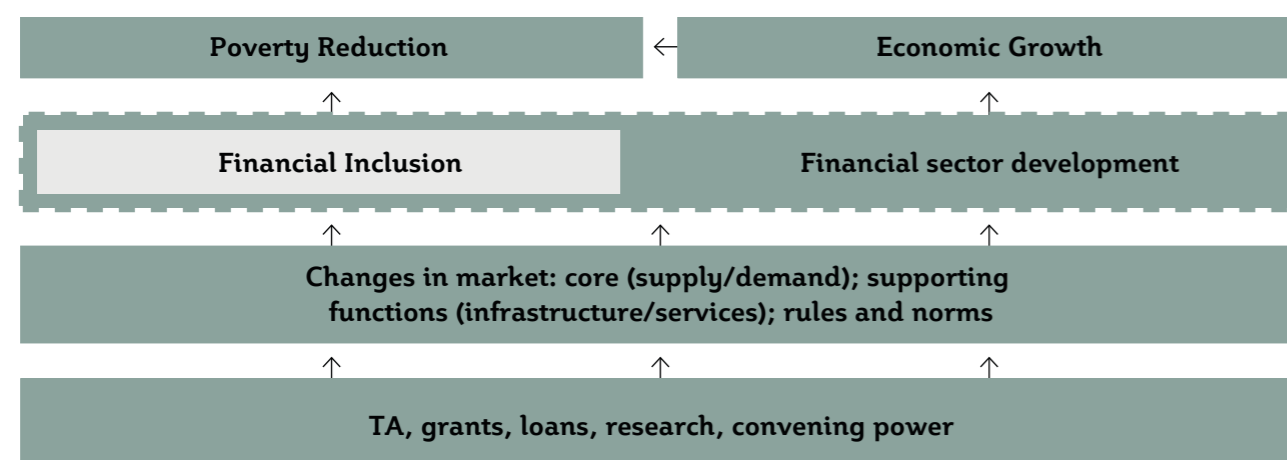 Poverty Reduction
Economic Growth
Financial Inclusion
Financial sector development
Changes in market: core (supply/demand); supporting
functions (infrastructure/services); rules and norms
TA, grants, loans, research, convening power